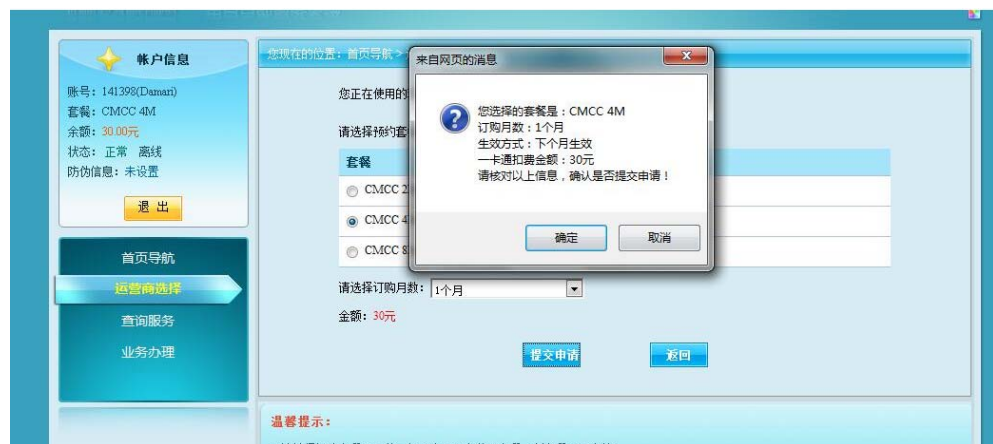 帐户信息
账号：141398(Damari)
套餐：CMCC 4M
余额：30.00元
状态： 正常 离线
防伪信息：未设置
退 出
首页导航
运营商选择
查询服务
业务办理
您现在的位置：首页导航>
您正在使用的
请选择预约套
套餐
CMCC 2
CMCC 4
CMCC 8
请选择订购月数：1个月
金额：30元
提交申请
返回
来自网页的消息
您选择的套餐是：CMCC 4M
订购月数：1个月
生效方式：下个月生效
一卡通扣费金额：30元
请核对以上信息，确认是否提交申请！
确定
取消
温馨提示：